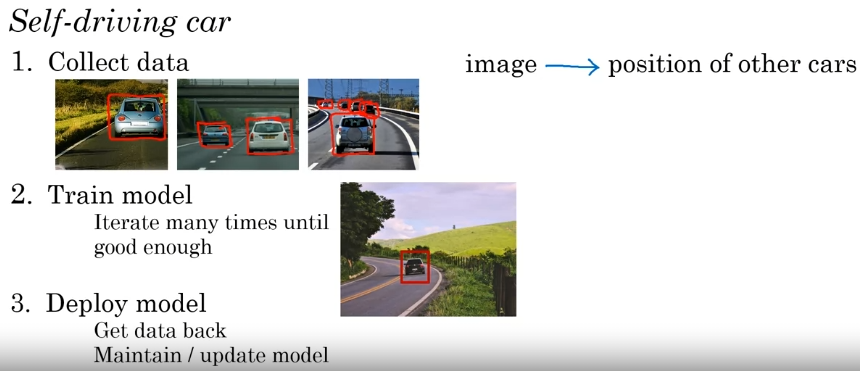 Self-driving car
1. Collect data
image → position of other cars
2. Train model
Iterate many times until
good enough
3. Deploy model
Get data back
Maintain / update model